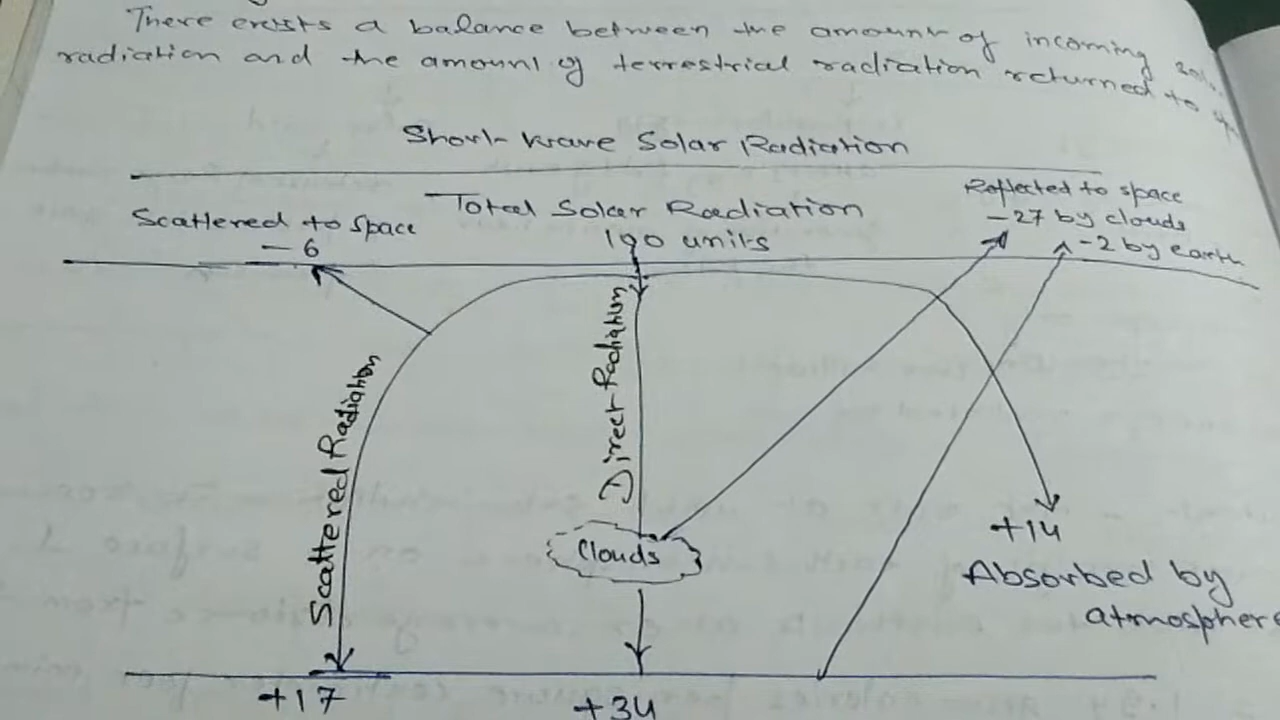 There exists a balance between the amount of incoming
radiation and the amount of terrestrial radiation returned to
Short-wave Solar Radiation
Total Solar Radiation
100 units
Scattered to space
-6
Reflected to space
-27 by clouds
-2 by earth
Scattered Radiation
Direct Radiation
Clouds
+14
Absorbed by
atmosphere
+17
+34